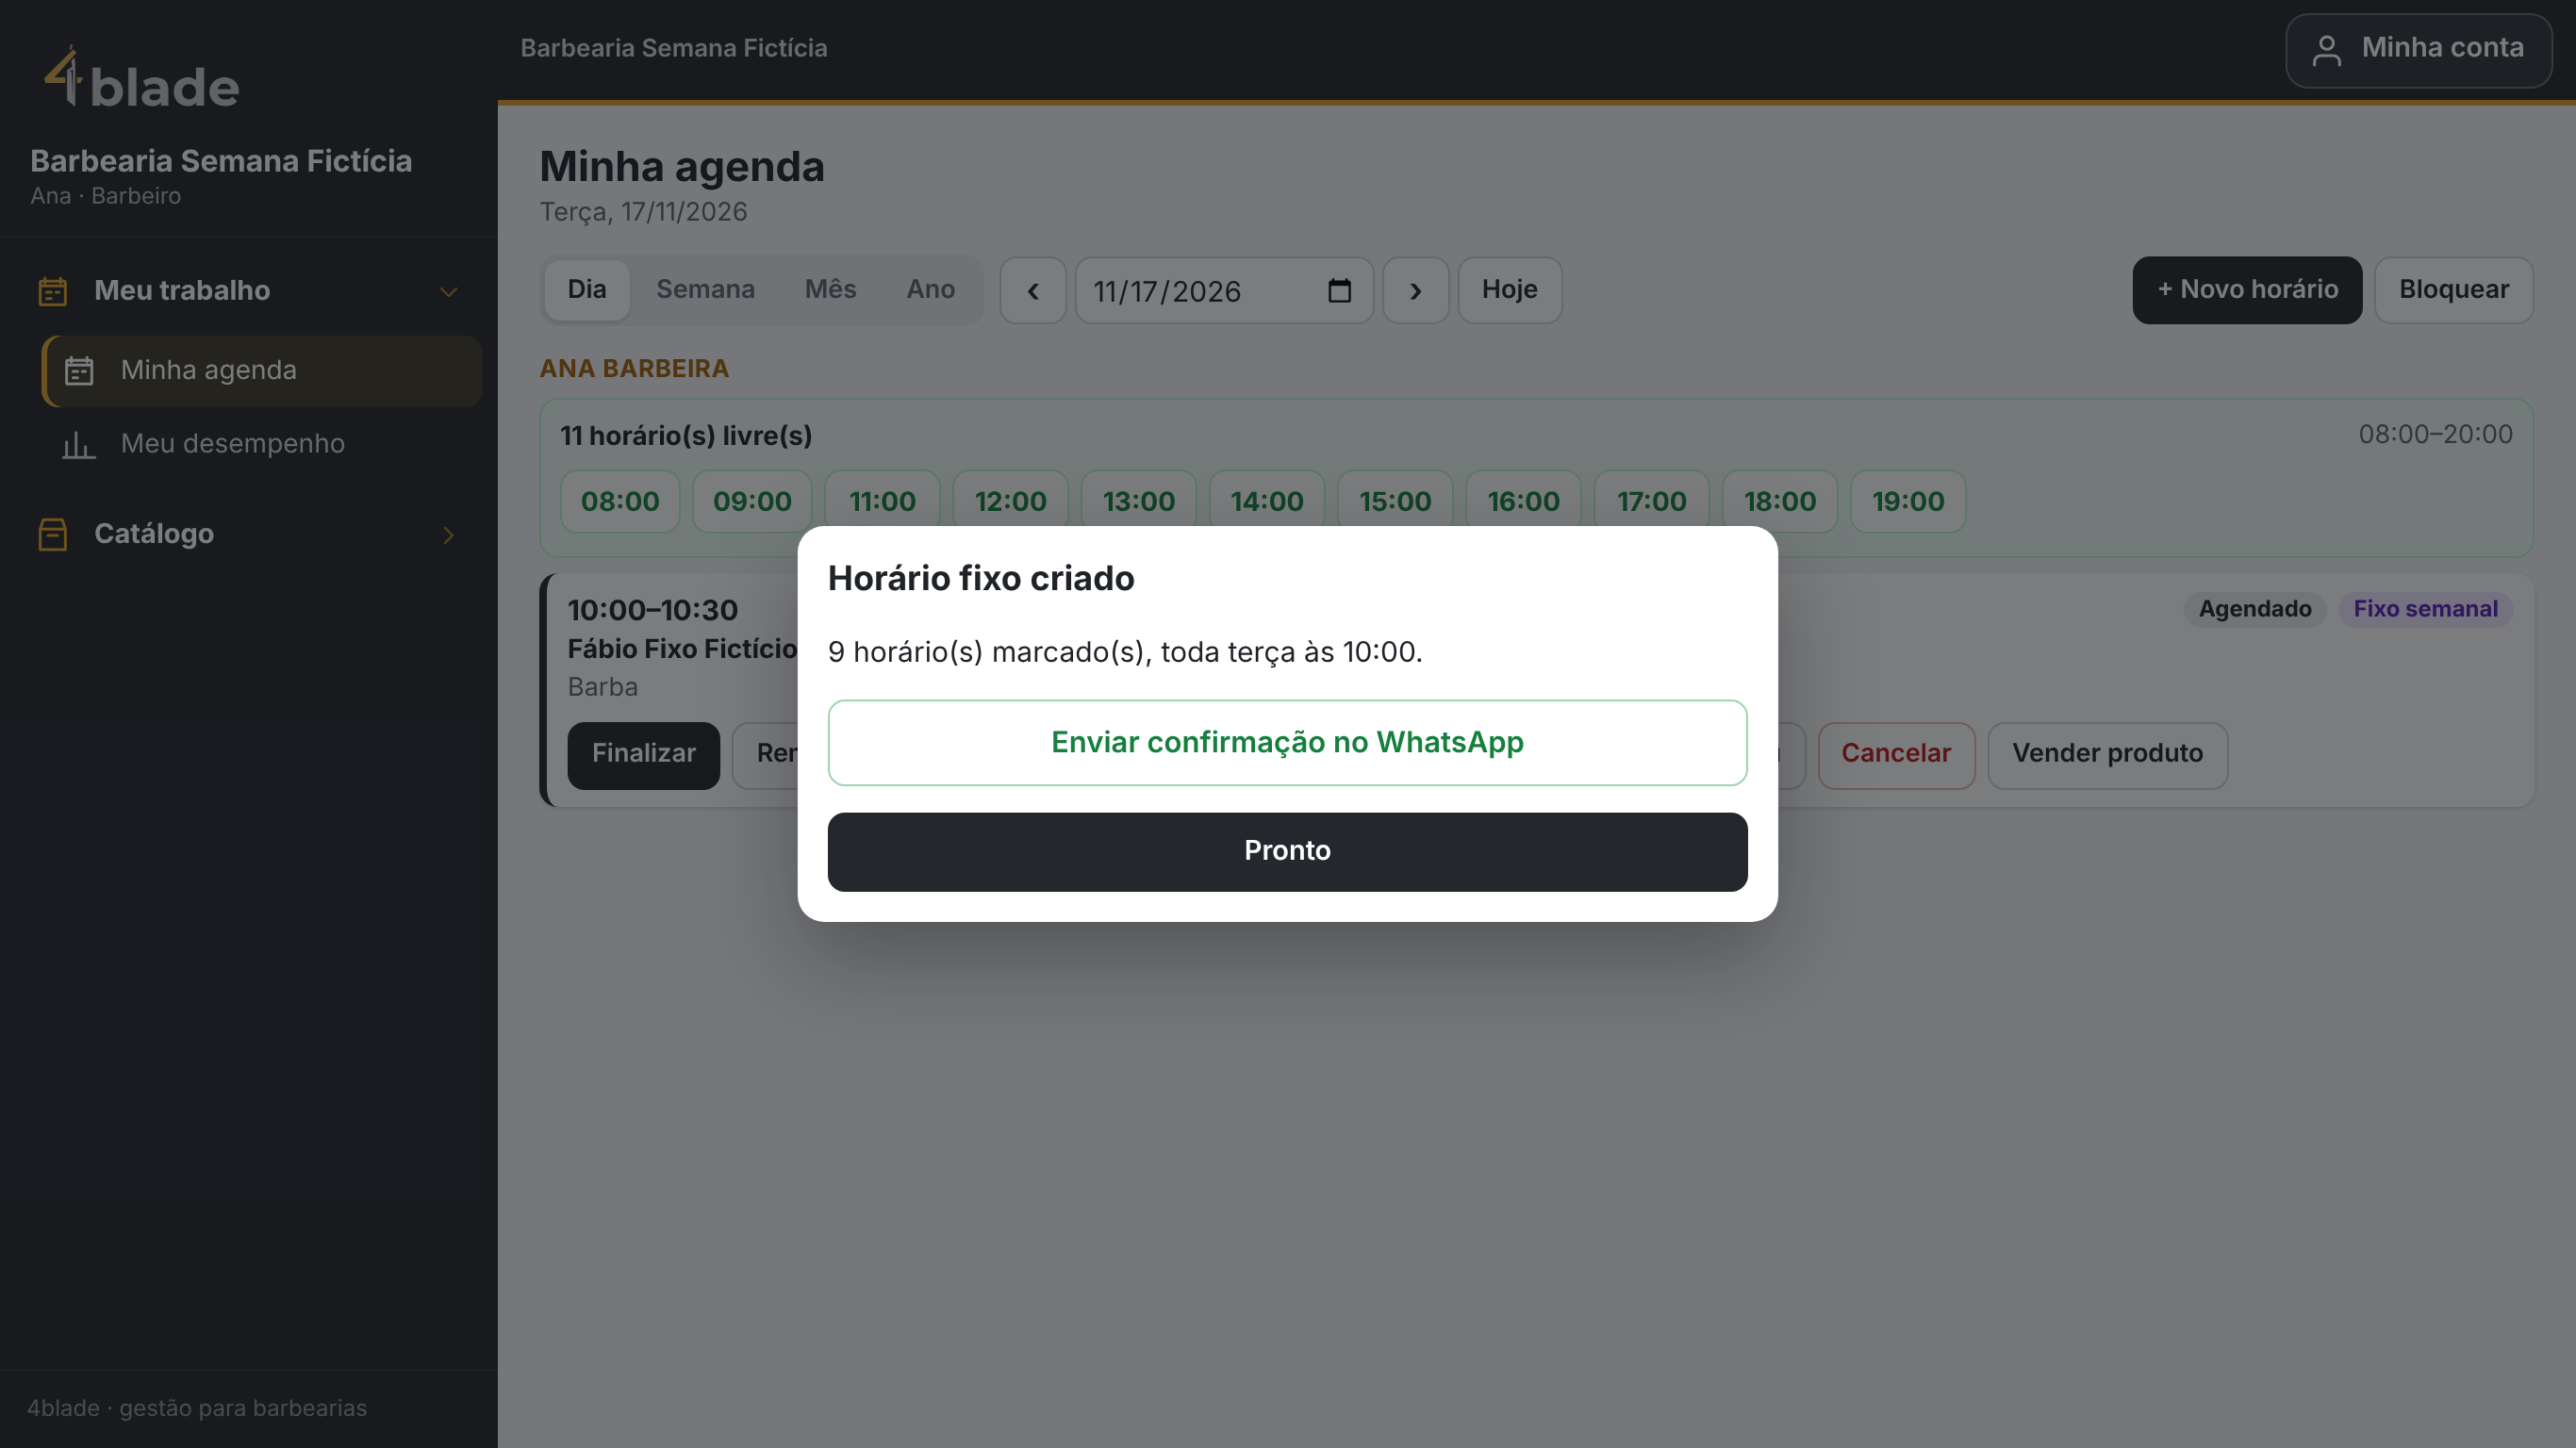 4blade
Barbearia Semana Fictícia
Ana · Barbeiro
Meu trabalho
Minha agenda
Meu desempenho
Catálogo
4blade · gestão para barbearias
Barbearia Semana Fictícia
Minha conta
Minha agenda
Terça, 17/11/2026
Dia Semana Mês Ano ‹ 11/17/2026 › Hoje + Novo horário Bloquear
ANA BARBEIRA
11 horário(s) livre(s) 08:00–20:00
08:00 09:00 11:00 12:00 13:00 14:00 15:00 16:00 17:00 18:00 19:00
10:00–10:30 Agendado Fixo semanal
Fábio Fixo Fictício
Barba
Finalizar Cancelar Vender produto
Horário fixo criado
9 horário(s) marcado(s), toda terça às 10:00.
Enviar confirmação no WhatsApp
Pronto